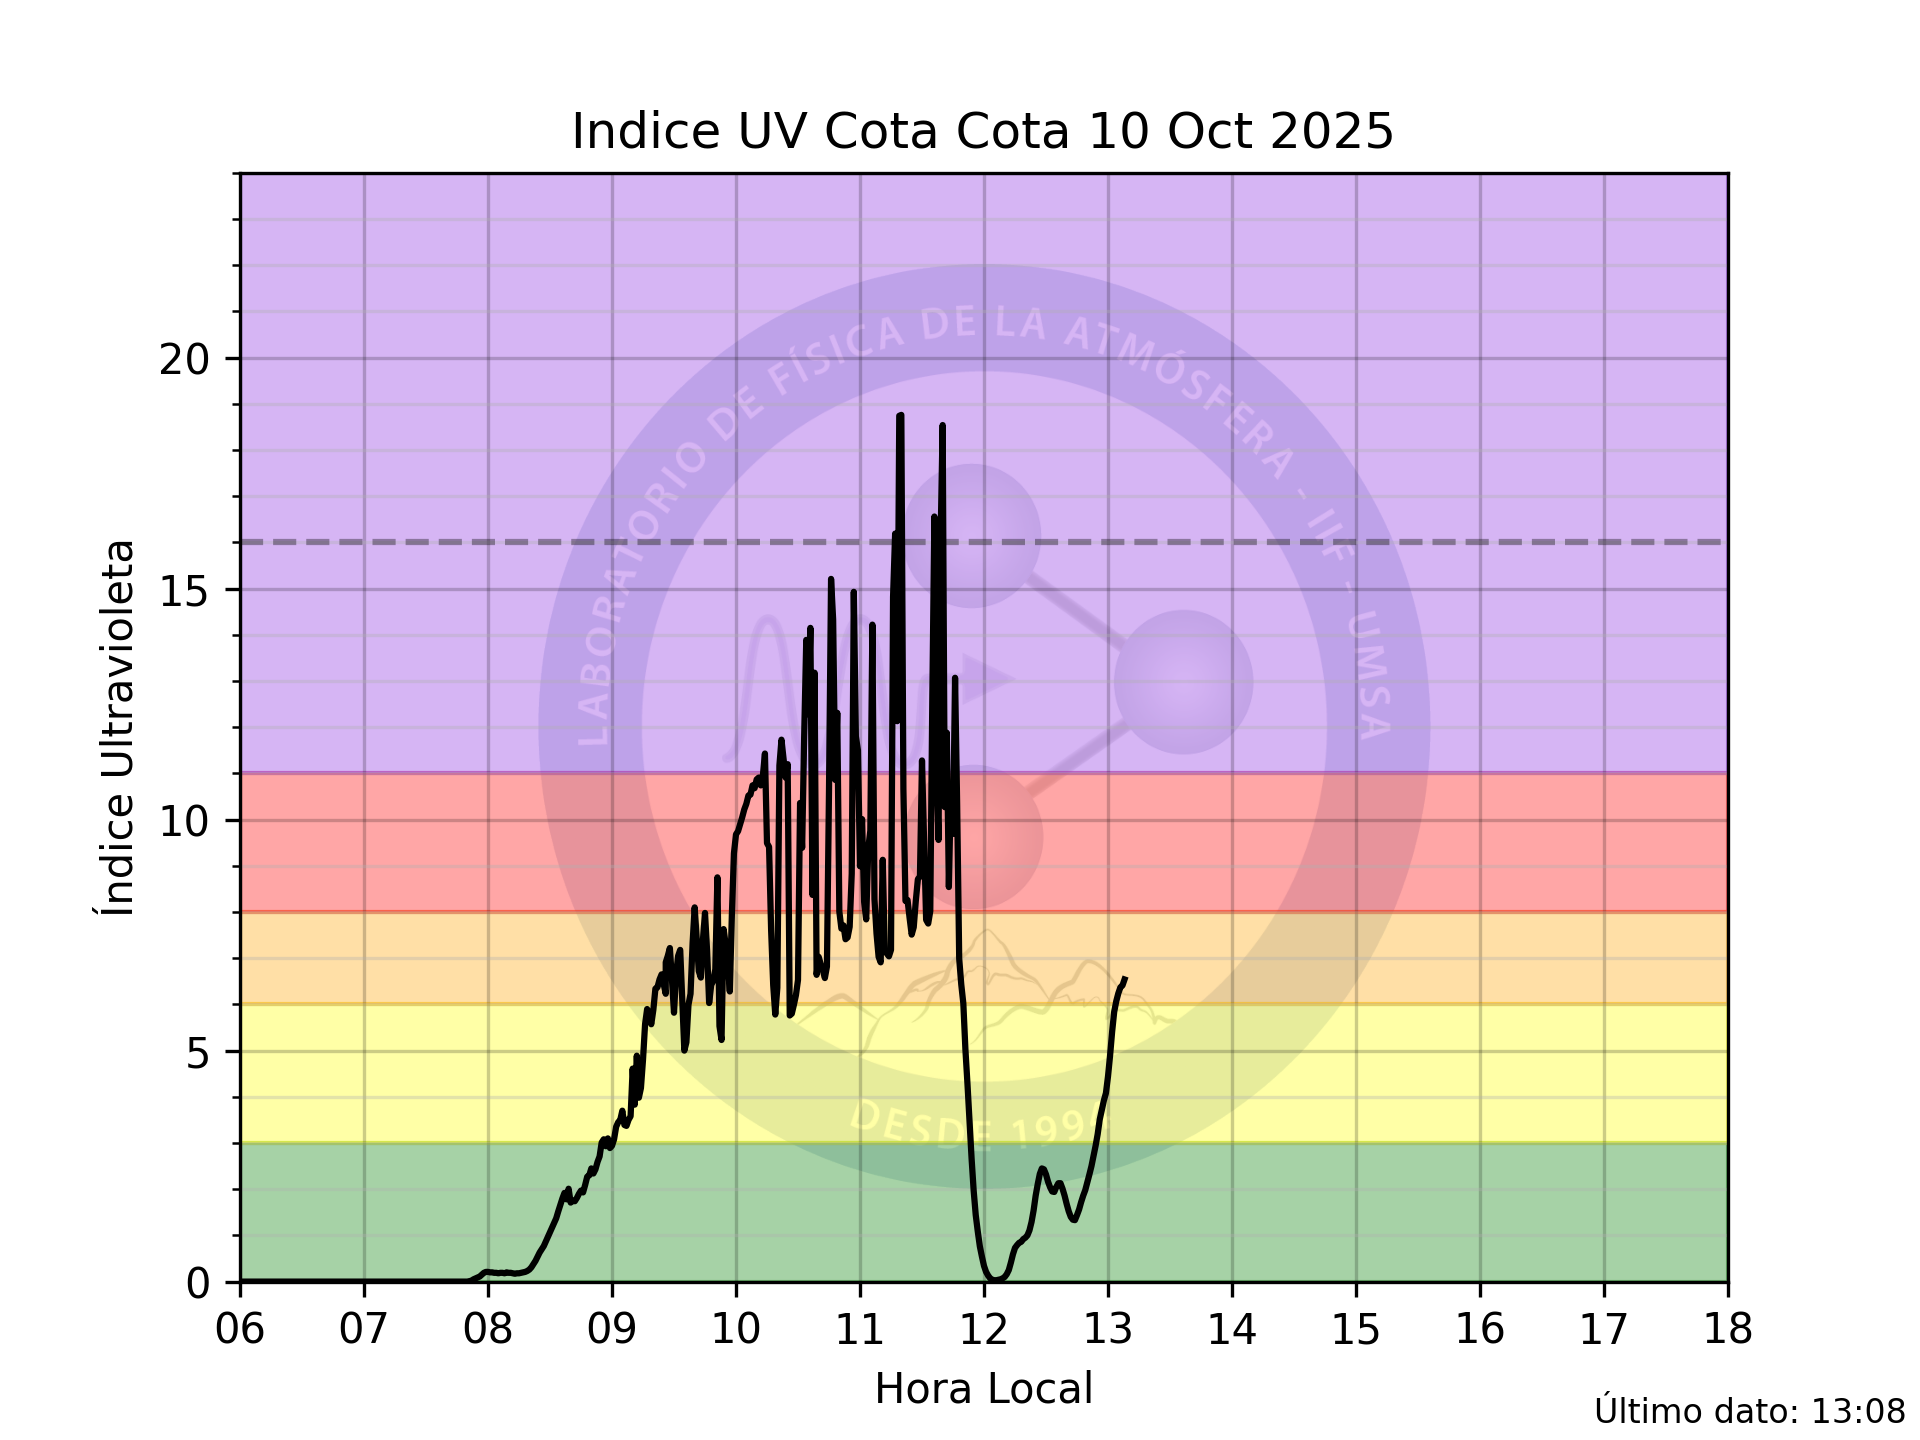 Indice UV Cota Cota 10 Oct 2025
LABORATORIO DE FÍSICA DE LA ATMÓSFERA - IIF - UMSA
DESDE 1994
Índice Ultravioleta
20
15
10
5
0
06 07 08 09 10 11 12 13 14 15 16 17 18
Hora Local
Último dato: 13:08